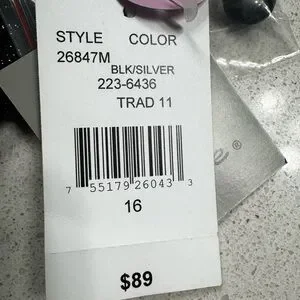 STYLE COLOR
26847M
BLK/SILVER
223-6436
TRAD 11
7 55179 26043 3
16
$89